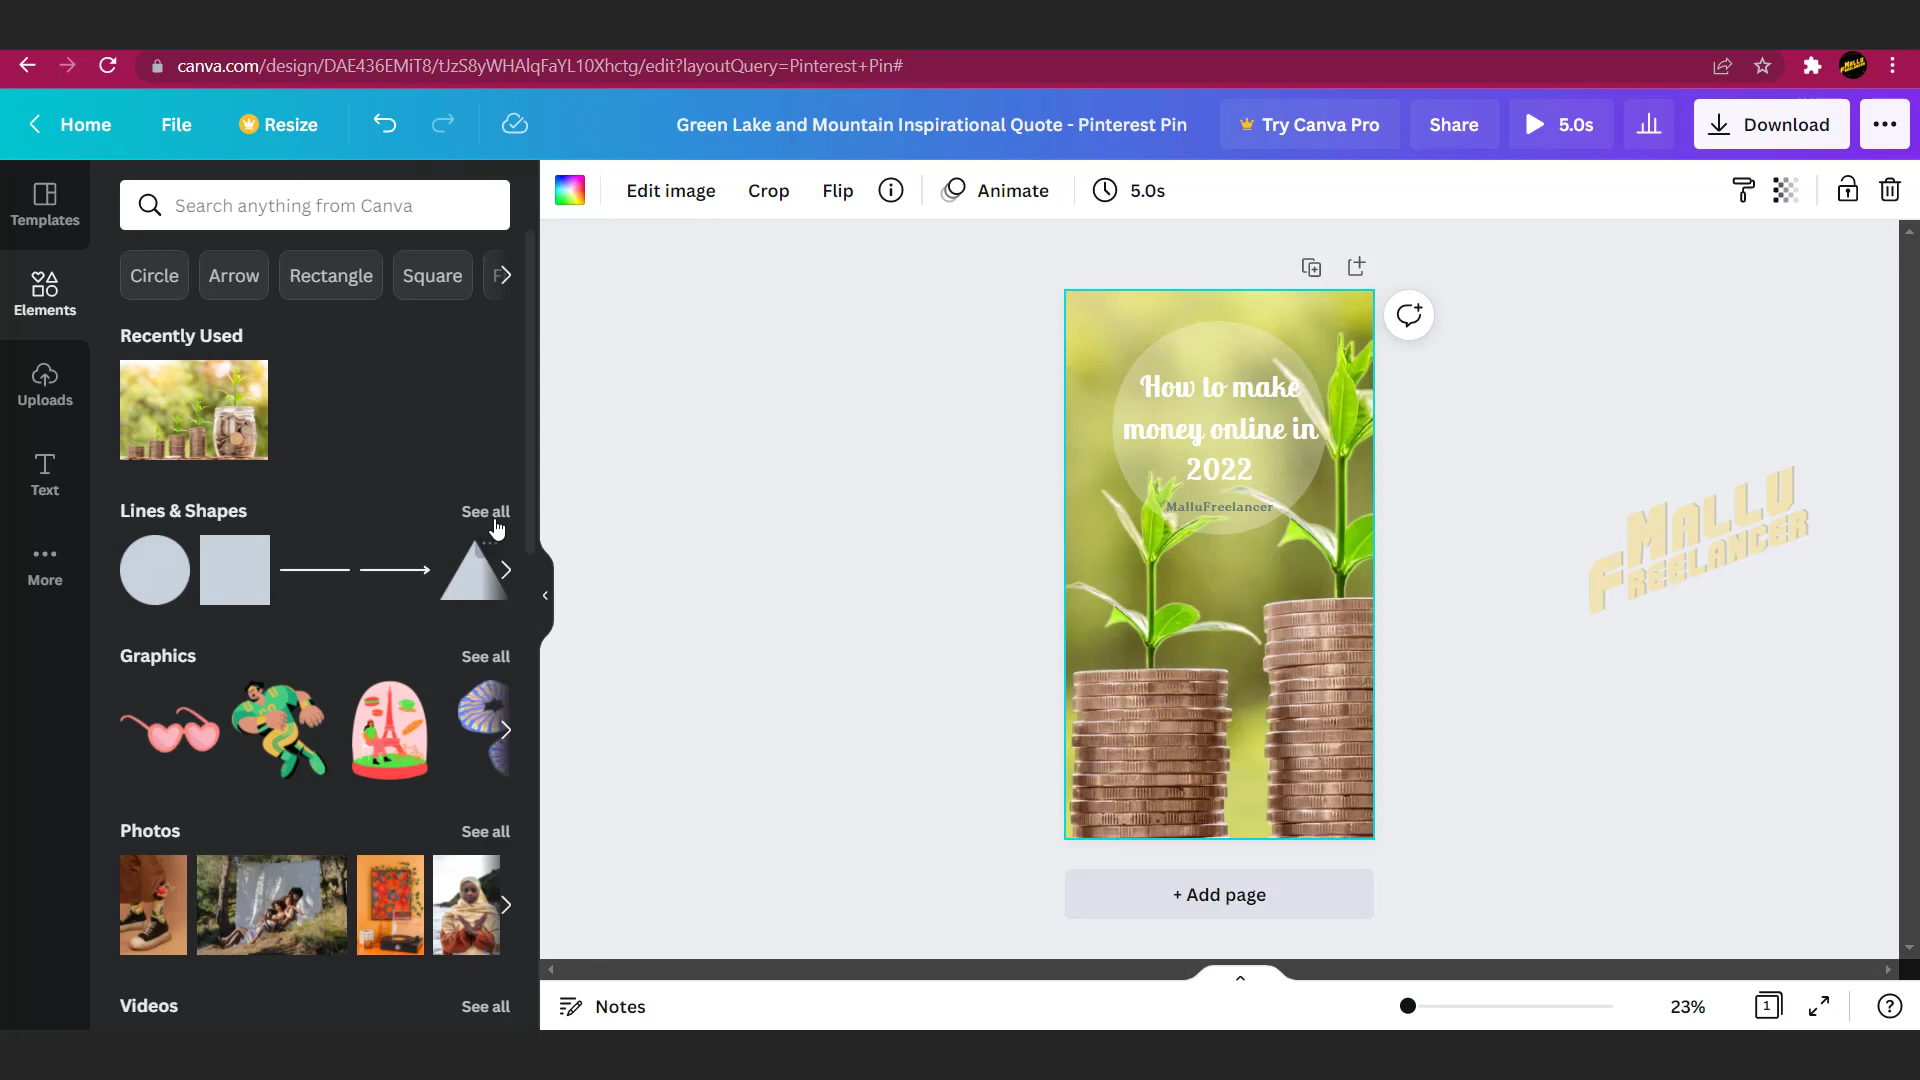 canva.com/design/DAE436EMiT8/tJzS8yWHAlqFaYL10Xhctg/edit?layoutQuery=Pinterest+Pin#
Home
File
Resize
Green Lake and Mountain Inspirational Quote - Pinterest Pin
Try Canva Pro
Share
5.0s
Download
Templates
Elements
Uploads
Text
More
Search anything from Canva
Circle
Arrow
Rectangle
Square
Recently Used
Lines & Shapes
See all
Graphics
See all
Photos
See all
Videos
See all
Edit image
Crop
Flip
Animate
5.0s
How to make
money online in
2022
MalluFreelancer
+ Add page
MALLU
FREELANCER
Notes
23%
1